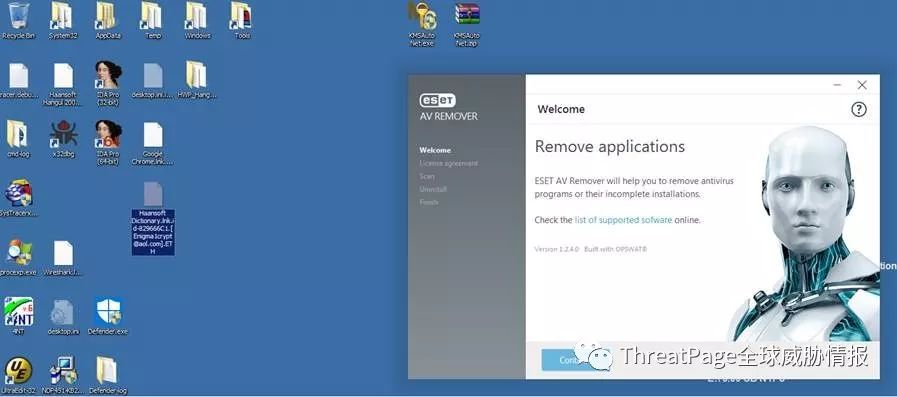 Recycle Bin
System32
AppData
Temp
Windows
Tools
KMSAuto
Net.exe
KMSAuto
Net.zip
racer.debu...
Haansoft
Hangul 200...
IDA Pro
(32-bit)
desktop.ini.i...
HWP_Hang...
cmd-log
x32dbg
IDA Pro
(64-bit)
Google
Chrome.lnk....
SysTracerx...
Haansoft
Dictionary.lnk.i
d-829666C1.[
Enigma1crypt
@aol.com].ET
H
procexp.exe
Wireshark.l...
4NT
desktop.ini
Defender.exe
UltraEdit-32
NDP451-KB2...
Defender-log
eset
AV REMOVER
Welcome
License agreement
Scan
Uninstall
Finish
Welcome
?
Remove applications
ESET AV Remover will help you to remove antivirus
programs or their incomplete installations.
Check the list of supported sofware online.
Version 1.2.4.0 Built with OPSWAT®
ThreatPage全球威胁情报